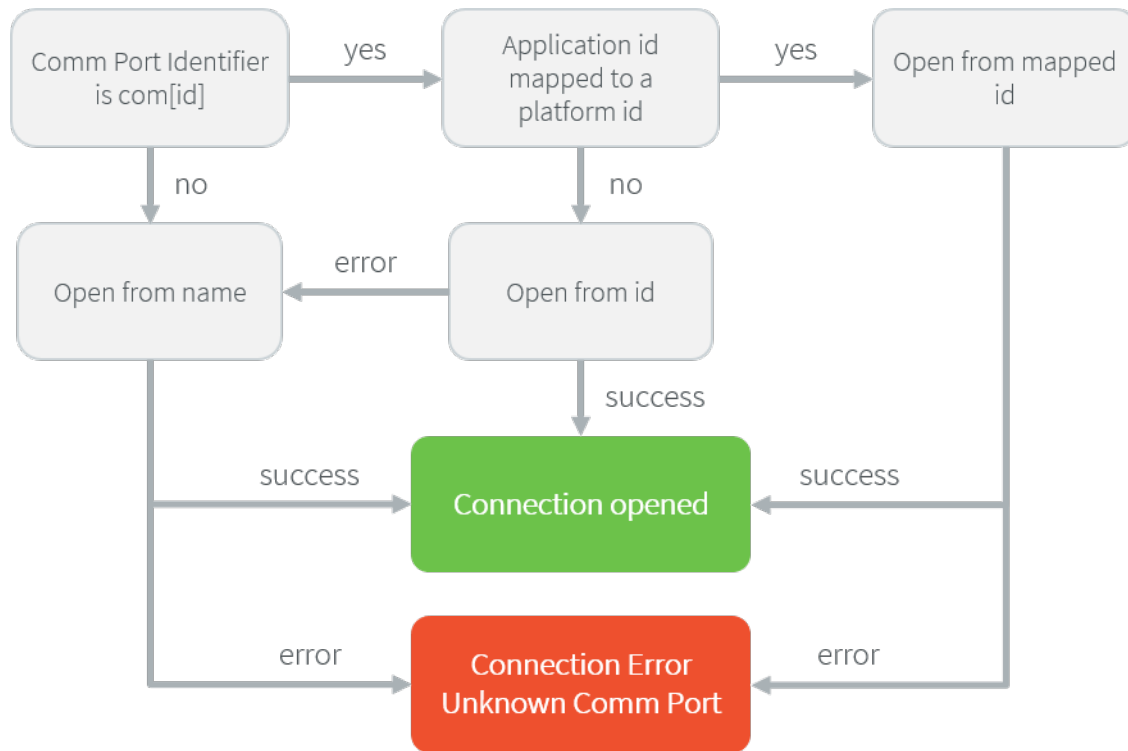 Comm Port Identifier
is com[id]
yes
Application id
mapped to a
platform id
yes
Open from mapped
id
no
no
Open from name
error
Open from id
success
success
Connection opened
success
error
Connection Error
Unknown Comm Port
error